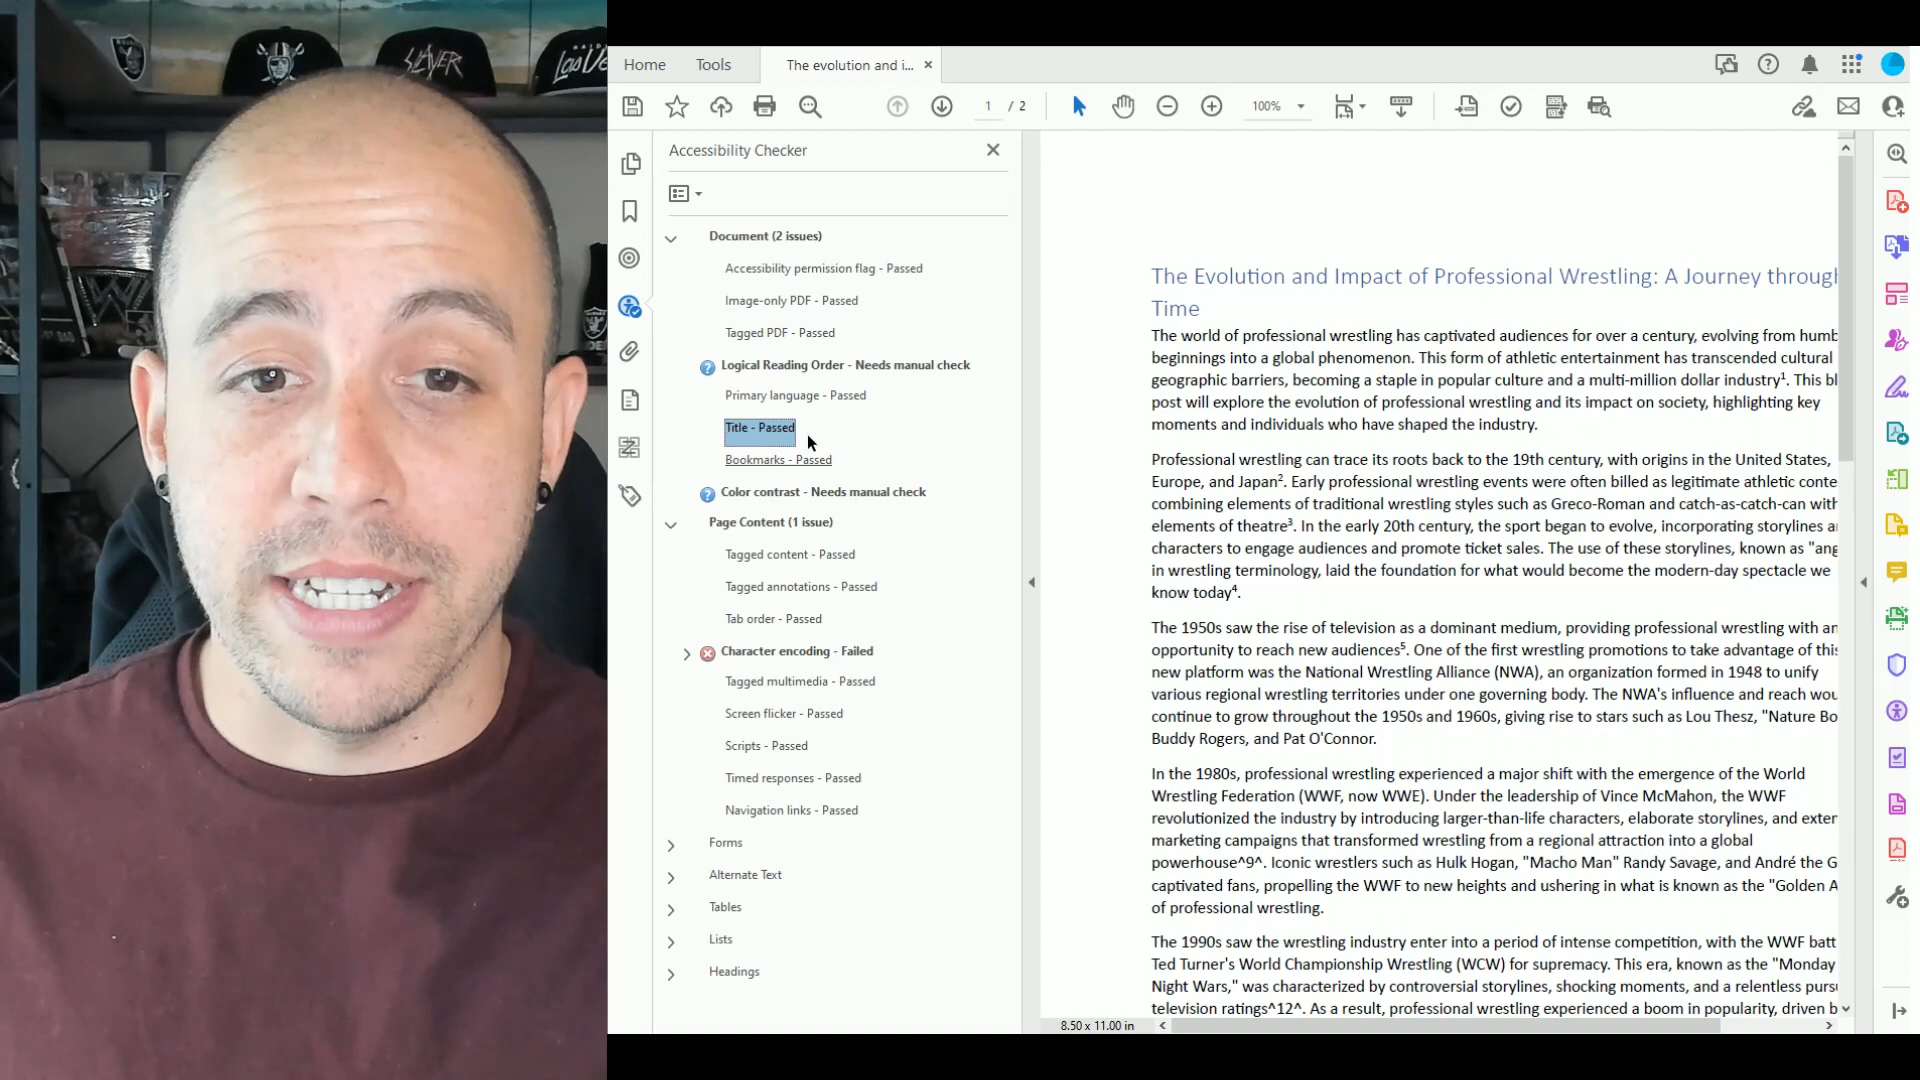 SLAYER
RAID
Las Ve
Home
Tools
The evolution and i...
1 / 2
100%
Accessibility Checker
Document (2 issues)
Accessibility permission flag - Passed
Image-only PDF - Passed
Tagged PDF - Passed
Logical Reading Order - Needs manual check
Primary language - Passed
Title - Passed
Bookmarks - Passed
Color contrast - Needs manual check
Page Content (1 issue)
Tagged content - Passed
Tagged annotations - Passed
Tab order - Passed
Character encoding - Failed
Tagged multimedia - Passed
Screen flicker - Passed
Scripts - Passed
Timed responses - Passed
Navigation links - Passed
Forms
Alternate Text
Tables
Lists
Headings
The Evolution and Impact of Professional Wrestling: A Journey through
Time
The world of professional wrestling has captivated audiences for over a century, evolving from humb
beginnings into a global phenomenon. This form of athletic entertainment has transcended cultural
geographic barriers, becoming a staple in popular culture and a multi-million dollar industry¹. This bl
post will explore the evolution of professional wrestling and its impact on society, highlighting key
moments and individuals who have shaped the industry.
Professional wrestling can trace its roots back to the 19th century, with origins in the United States,
Europe, and Japan². Early professional wrestling events were often billed as legitimate athletic conte
combining elements of traditional wrestling styles such as Greco-Roman and catch-as-catch-can with
elements of theatre³. In the early 20th century, the sport began to evolve, incorporating storylines a
characters to engage audiences and promote ticket sales. The use of these storylines, known as "ang
in wrestling terminology, laid the foundation for what would become the modern-day spectacle we
know today⁴.
The 1950s saw the rise of television as a dominant medium, providing professional wrestling with an
opportunity to reach new audiences⁵. One of the first wrestling promotions to take advantage of this
new platform was the National Wrestling Alliance (NWA), an organization formed in 1948 to unify
various regional wrestling territories under one governing body. The NWA's influence and reach wou
continue to grow throughout the 1950s and 1960s, giving rise to stars such as Lou Thesz, "Nature Bo
Buddy Rogers, and Pat O'Connor.
In the 1980s, professional wrestling experienced a major shift with the emergence of the World
Wrestling Federation (WWF, now WWE). Under the leadership of Vince McMahon, the WWF
revolutionized the industry by introducing larger-than-life characters, elaborate storylines, and exten
marketing campaigns that transformed wrestling from a regional attraction into a global
powerhouse^9^. Iconic wrestlers such as Hulk Hogan, "Macho Man" Randy Savage, and André the G
captivated fans, propelling the WWF to new heights and ushering in what is known as the "Golden A
of professional wrestling.
The 1990s saw the wrestling industry enter into a period of intense competition, with the WWF batt
Ted Turner's World Championship Wrestling (WCW) for supremacy. This era, known as the "Monday
Night Wars," was characterized by controversial storylines, shocking moments, and a relentless pursu
television ratings^12^. As a result, professional wrestling experienced a boom in popularity, driven b
8.50 x 11.00 in